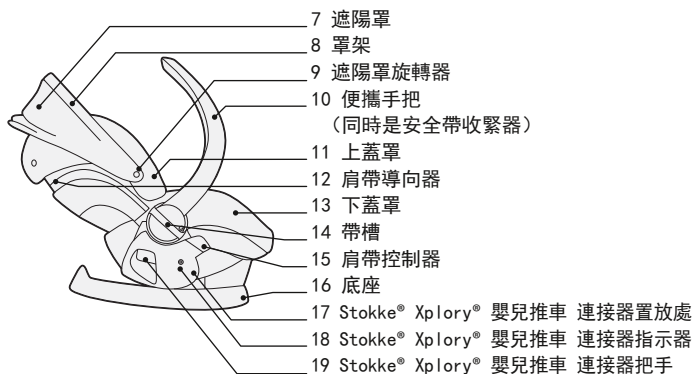 7 遮陽罩
8 罩架
9 遮陽罩旋轉器
10 便攜手把
（同時是安全帶收緊器）
11 上蓋罩
12 肩帶導向器
13 下蓋罩
14 帶槽
15 肩帶控制器
16 底座
17 Stokke® Xplory® 嬰兒推車 連接器置放處
18 Stokke® Xplory® 嬰兒推車 連接器指示器
19 Stokke® Xplory® 嬰兒推車 連接器把手